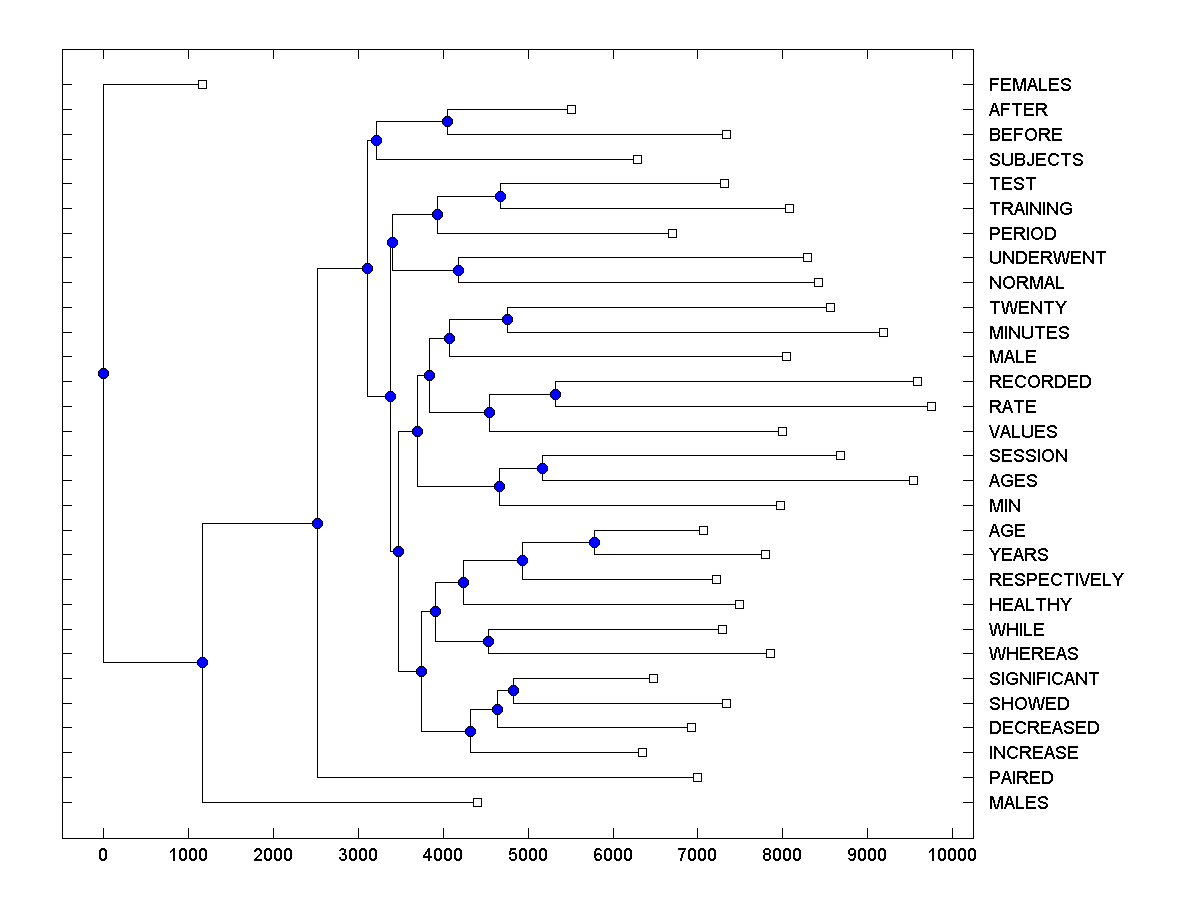 FEMALES
AFTER
BEFORE
SUBJECTS
TEST
TRAINING
PERIOD
UNDERWENT
NORMAL
TWENTY
MINUTES
MALE
RECORDED
RATE
VALUES
SESSION
AGES
MIN
AGE
YEARS
RESPECTIVELY
HEALTHY
WHILE
WHEREAS
SIGNIFICANT
SHOWED
DECREASED
INCREASE
PAIRED
MALES
0 1000 2000 3000 4000 5000 6000 7000 8000 9000 10000